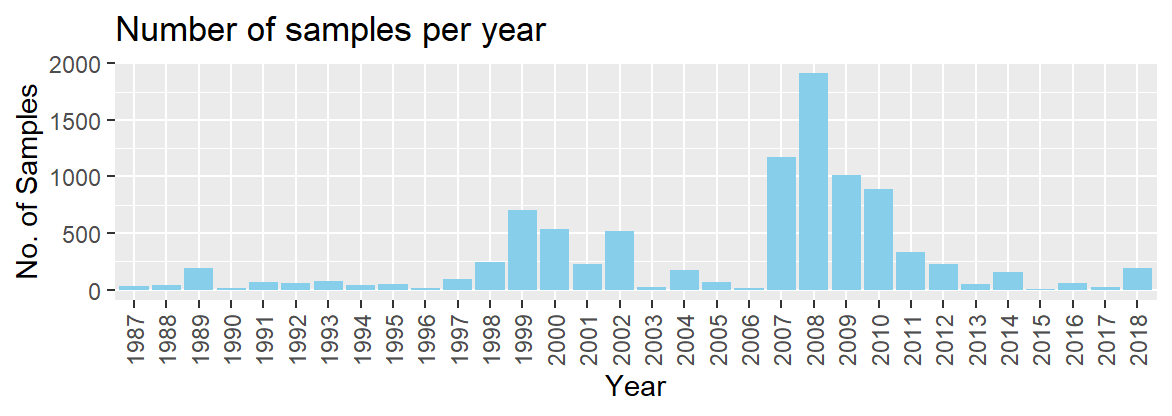 Number of samples per year
No. of Samples
2000
1500
1000
500
0
1987 1988 1989 1990 1991 1992 1993 1994 1995 1996 1997 1998 1999 2000 2001 2002 2003 2004 2005 2006 2007 2008 2009 2010 2011 2012 2013 2014 2015 2016 2017 2018
Year